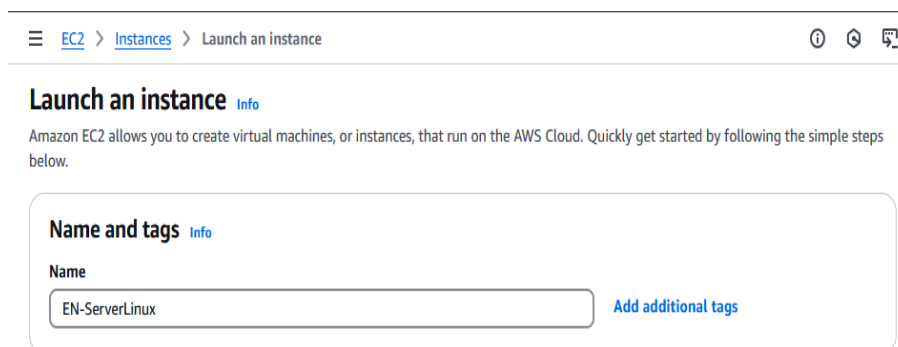 EC2 > Instances > Launch an instance
Launch an instance Info
Amazon EC2 allows you to create virtual machines, or instances, that run on the AWS Cloud. Quickly get started by following the simple steps
below.
Name and tags Info
Name
EN-ServerLinux Add additional tags